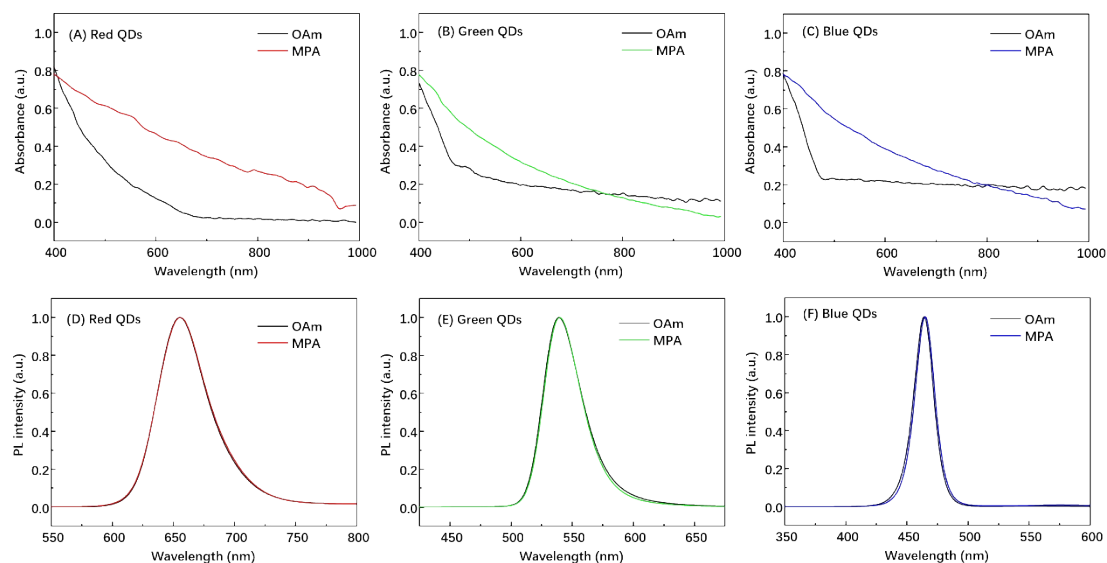 (A) Red QDs
OAm
MPA
1.0
0.8
0.6
0.4
0.2
0.0
Absorbance (a.u.)
400 600 800 1000
Wavelength (nm)
(B) Green QDs
OAm
MPA
1.0
0.8
0.6
0.4
0.2
0.0
Absorbance (a.u.)
400 600 800 1000
Wavelength (nm)
(C) Blue QDs
OAm
MPA
1.0
0.8
0.6
0.4
0.2
0.0
Absorbance (a.u.)
400 600 800 1000
Wavelength (nm)
(D) Red QDs
OAm
MPA
1.0
0.8
0.6
0.4
0.2
0.0
PL intensity (a.u.)
550 600 650 700 750 800
Wavelength (nm)
(E) Green QDs
OAm
MPA
1.0
0.8
0.6
0.4
0.2
0.0
PL intensity (a.u.)
450 500 550 600 650
Wavelength (nm)
(F) Blue QDs
OAm
MPA
1.0
0.8
0.6
0.4
0.2
0.0
PL intensity (a.u.)
350 400 450 500 550 600
Wavelength (nm)